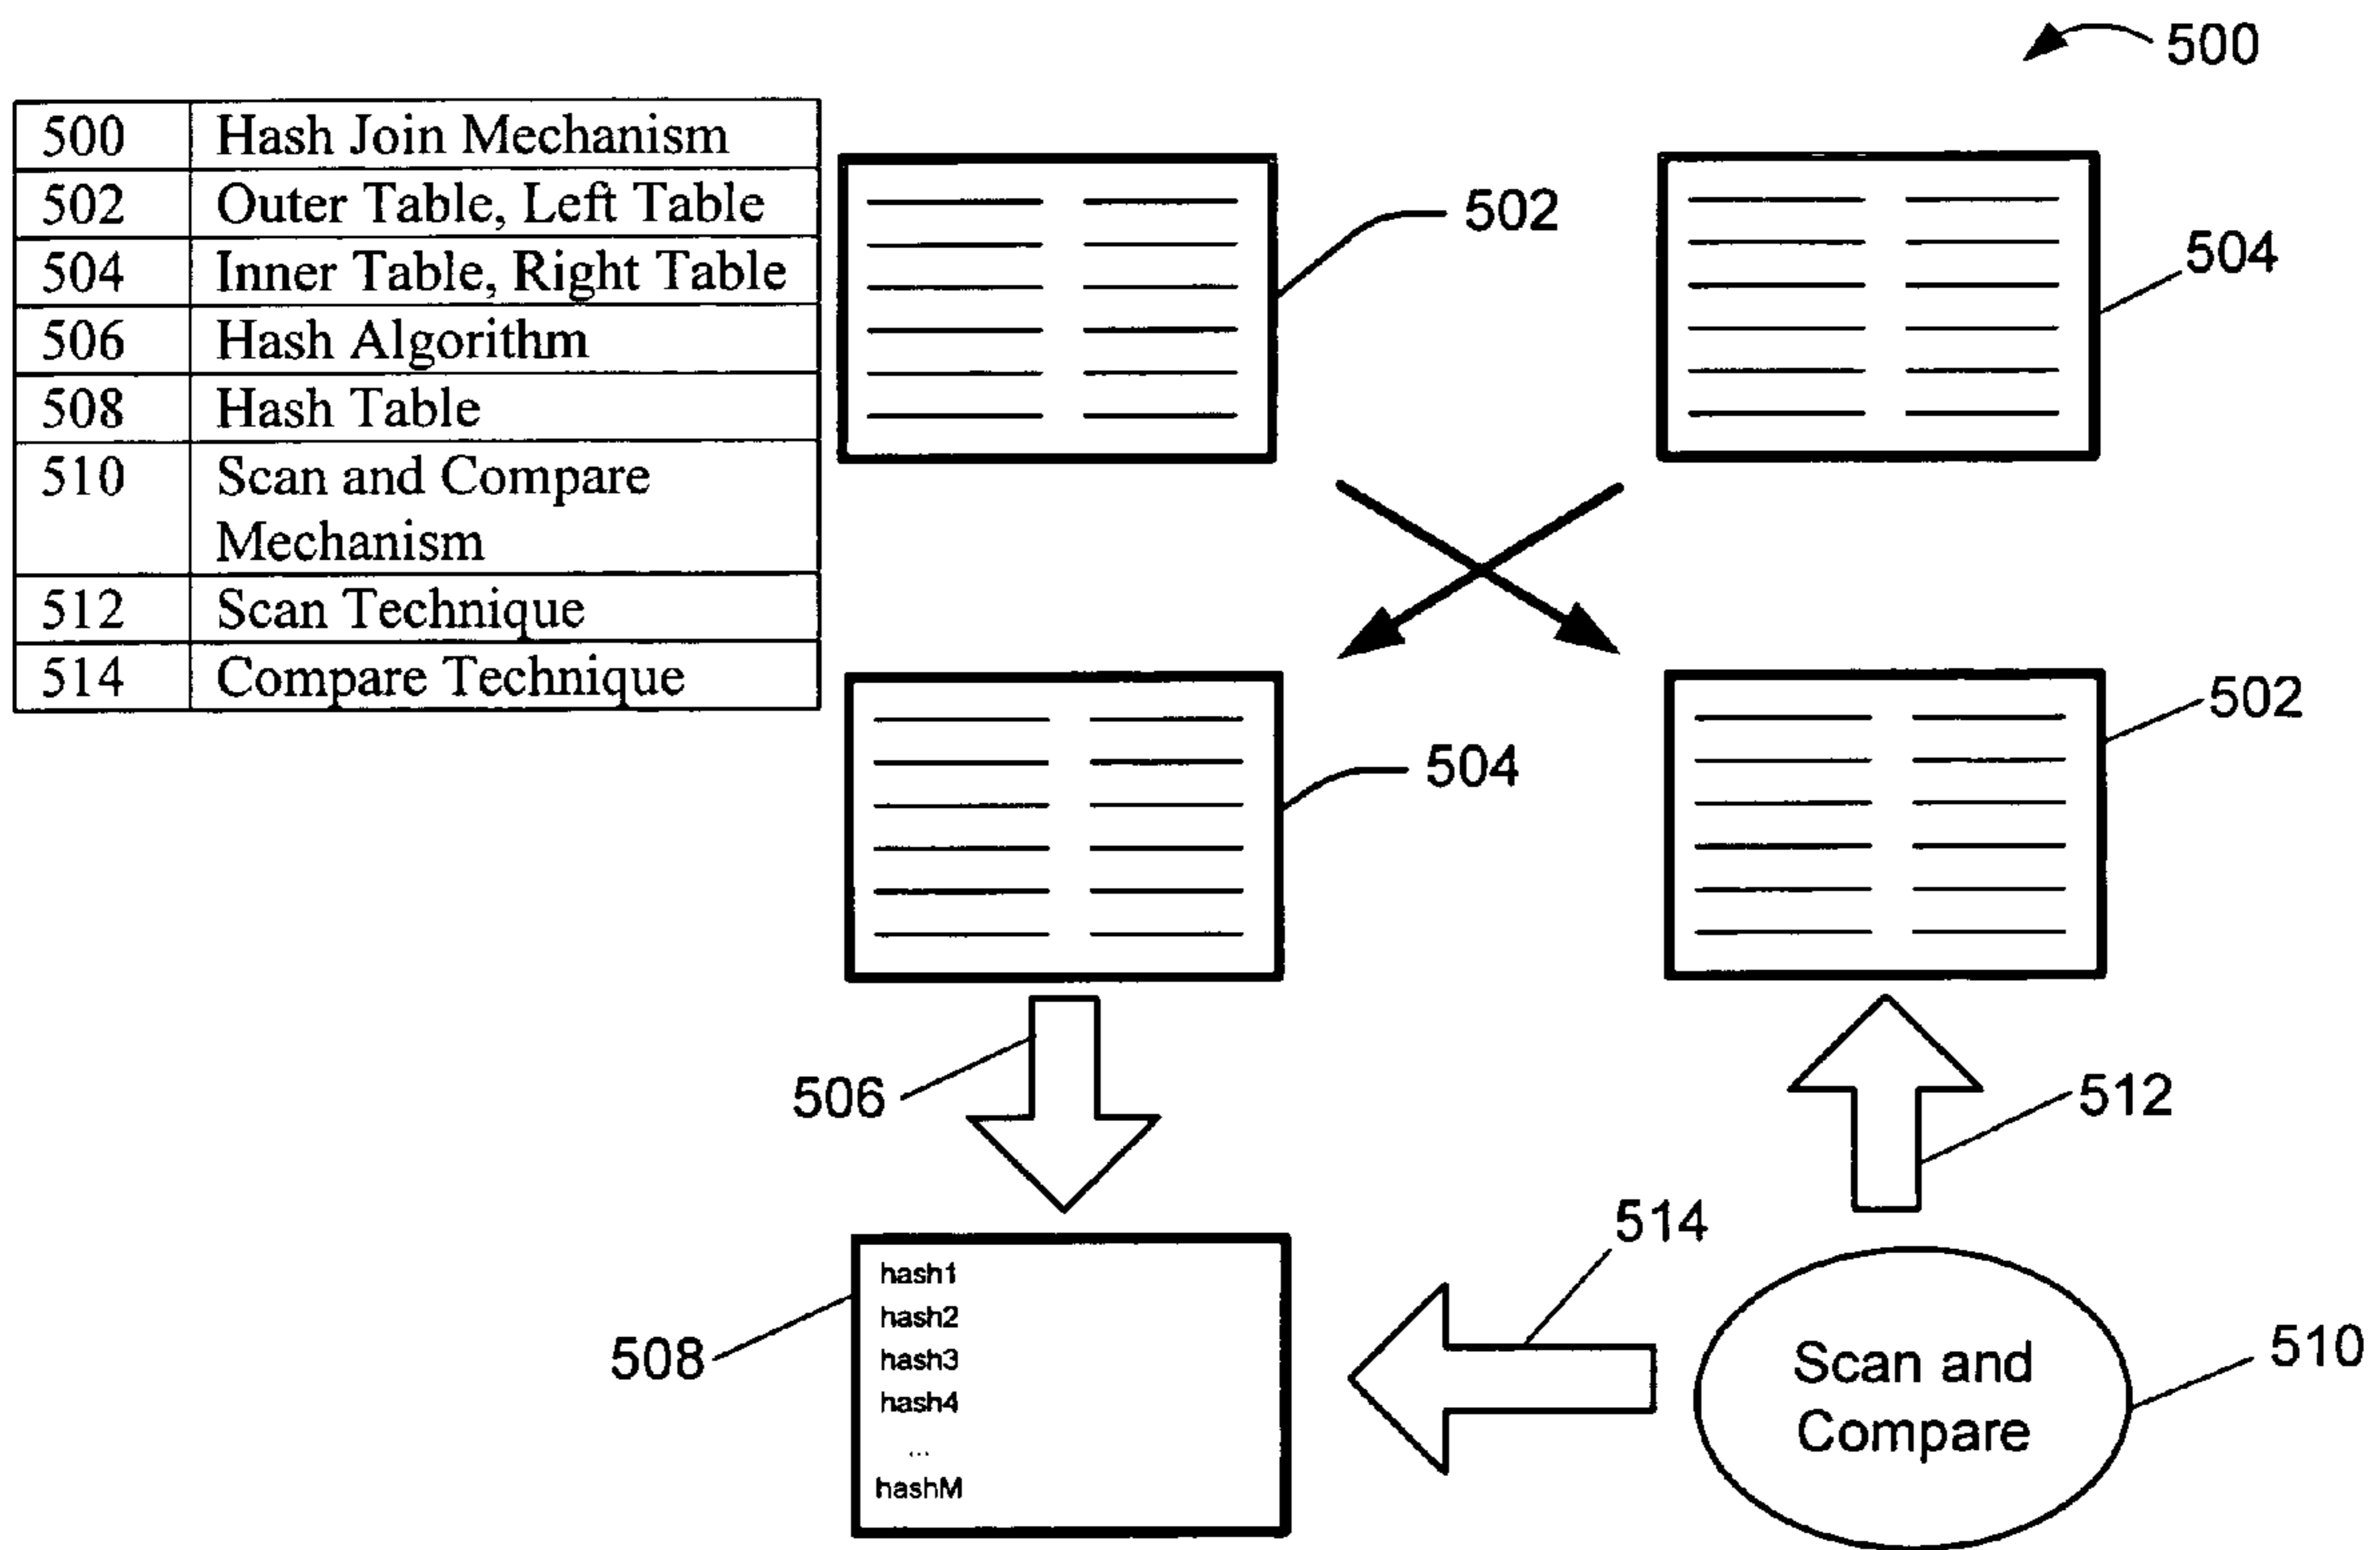 500
500 Hash Join Mechanism
502 Outer Table, Left Table
504 Inner Table, Right Table
506 Hash Algorithm
508 Hash Table
510 Scan and Compare
Mechanism
512 Scan Technique
514 Compare Technique
502
504
504
502
506
512
514
508
hash1
hash2
hash3
hash4
...
hashM
Scan and
Compare
510